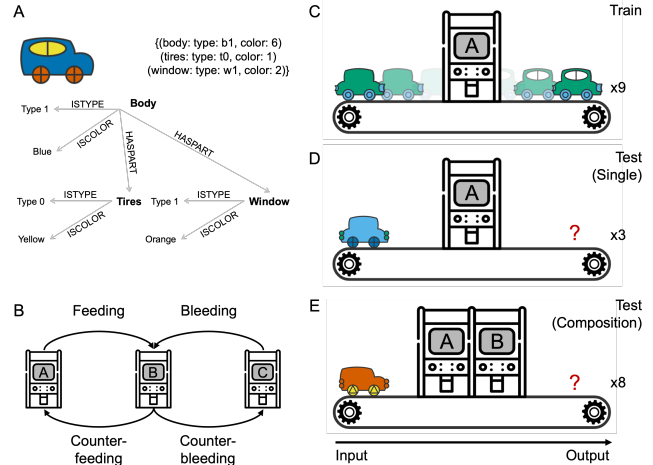 A
{(body: type: b1, color: 6)
(tires: type: t0, color: 1)
(window: type: w1, color: 2)}
Type 1
ISTYPE
Body
Blue
ISCOLOR
HASPART
HASPART
Type 0
ISTYPE
Tires
Type 1
ISTYPE
Window
Yellow
ISCOLOR
Orange
ISCOLOR
B
Feeding
Bleeding
A
B
C
Counter-
feeding
Counter-
bleeding
C
Train
A
x9
D
Test
(Single)
A
?
x3
E
Test
(Composition)
A
B
?
x8
Input
Output